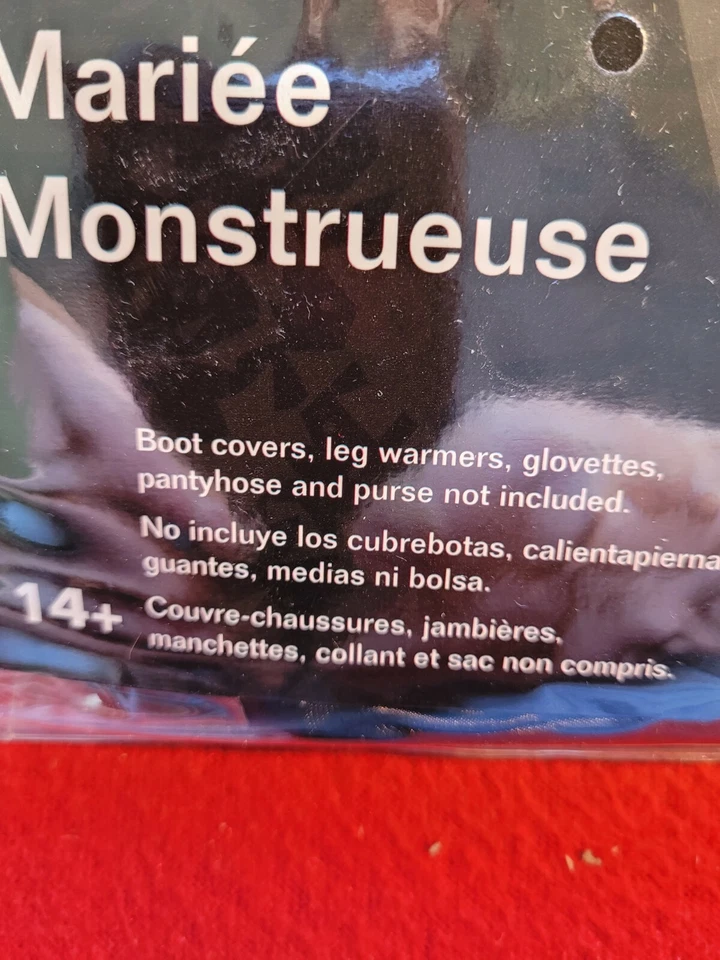 Mariée
Monstrueuse
Boot covers, leg warmers, glovettes,
pantyhose and purse not included.
No incluye los cubrebotas, calientapierna
guantes, medias ni bolsa.
14+
Couvre-chaussures, jambières,
manchettes, collant et sac non compris.